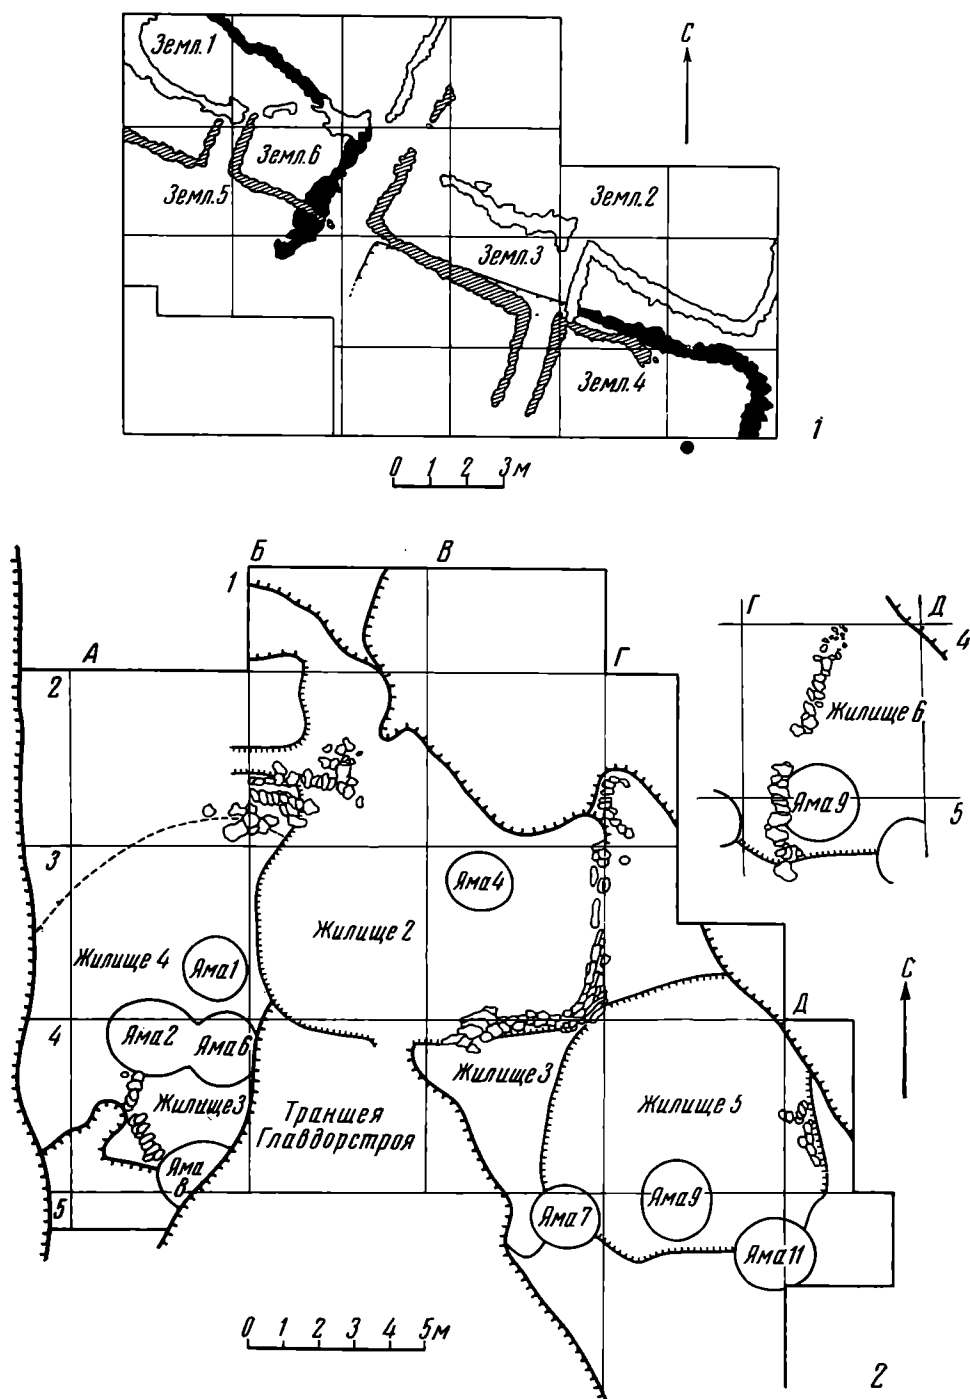 С
Земл.1
Земл.6
Земл.5
Земл.2
Земл.3
Земл.4
1
0 1 2 3 м
Б
В
1
А
Г
2
Г
Д
4
Жилище 6
Яма 9
5
3
Яма 4
Жилище 2
Жилище 4
Яма 1
С
4
Д
Яма 2
Яма 6
Жилище 3
Жилище 3
Жилище 5
Траншея
Главдорстроя
Яма
8
5
Яма 7
Яма 9
Яма 11
0 1 2 3 4 5 м
2